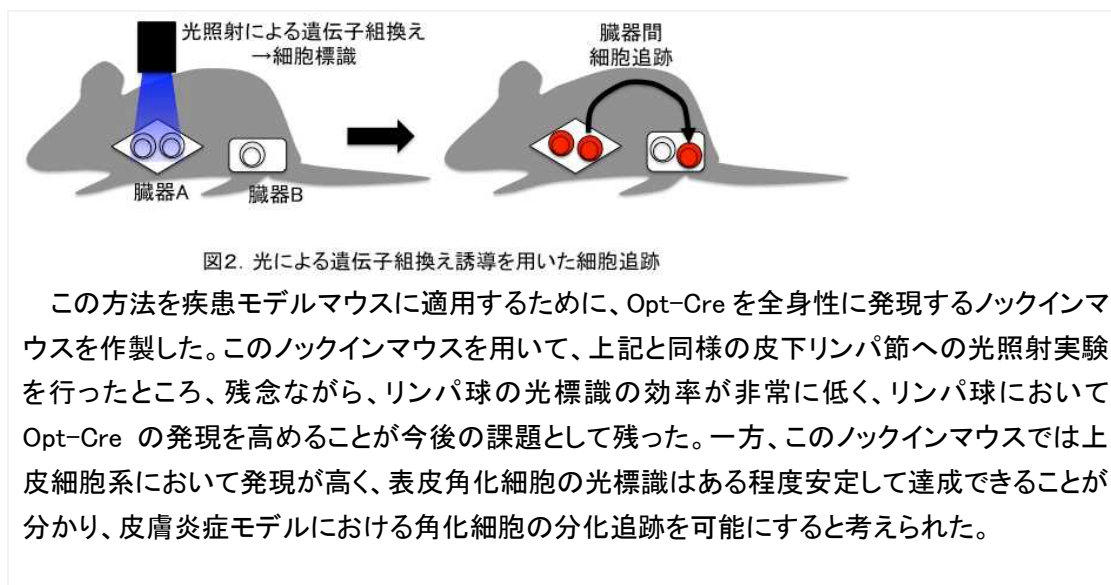 光照射による遺伝子組換え
→細胞標識
臓器間
細胞追跡
臓器A
臓器B
図2. 光による遺伝子組換え誘導を用いた細胞追跡
この方法を疾患モデルマウスに適用するために、Opt-Cre を全身性に発現するノックインマ
ウスを作製した。このノックインマウスを用いて、上記と同様の皮下リンパ節への光照射実験
を行ったところ、残念ながら、リンパ球の光標識の効率が非常に低く、リンパ球において
Opt-Cre の発現を高めることが今後の課題として残った。一方、このノックインマウスでは上
皮細胞系において発現が高く、表皮角化細胞の光標識はある程度安定して達成できることが
分かり、皮膚炎症モデルにおける角化細胞の分化追跡を可能にすると考えられた。